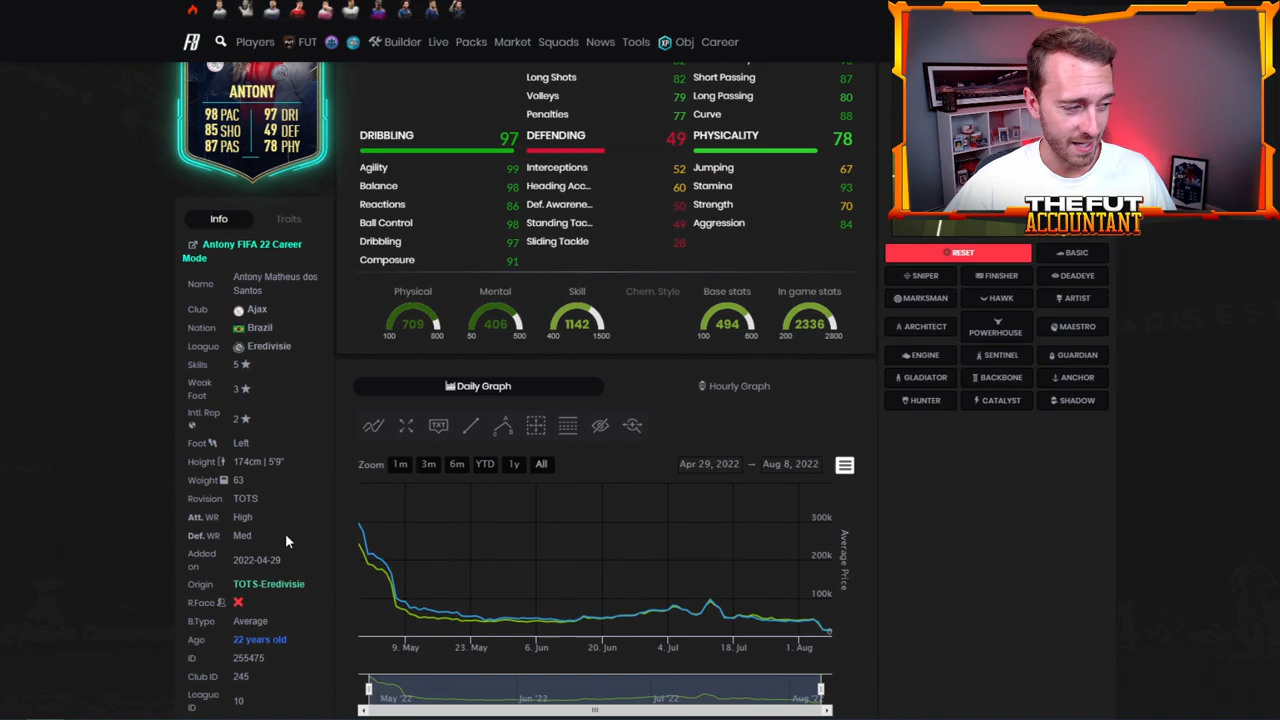 F8 Players FUT Builder Live Packs Market Squads News Tools XP Obj Career
ANTONY
98 PAC 97 DRI
85 SHO 49 DEF
87 PAS 78 PHY
Info Traits
Antony FIFA 22 Career
Mode
Name Antony Matheus dos
Santos
Club Ajax
Nation Brazil
League Eredivisie
Skills 5
Weak
Foot 3
Intl. Rep 2
Foot Left
Height 174cm | 5'9"
Weight 63
Revision TOTS
Att. WR High
Def. WR Med
Added
on 2022-04-29
Origin TOTS-Eredivisie
R.Face
B.Type Average
Age 22 years old
ID 255475
Club ID 245
League
ID 10
Long Shots 82
Volleys 79
Penalties 77
Short Passing 87
Long Passing 80
Curve 88
DRIBBLING 97
Agility 99
Balance 98
Reactions 86
Ball Control 98
Dribbling 97
Composure 91
DEFENDING 49
Interceptions 52
Heading Acc... 60
Def. Awarene... 50
Standing Tac... 49
Sliding Tackle 28
PHYSICALITY 78
Jumping 67
Stamina 93
Strength 70
Aggression 84
Physical Mental Skill Chem. Style Base stats In game stats
709 406 1142 494 2336
100 800 50 500 400 1500 100 600 200 2800
Daily Graph Hourly Graph
TXT
Zoom 1m 3m 6m YTD 1y All Apr 29, 2022 → Aug 8, 2022
300k
200k
100k
0
Average Price
9. May 23. May 6. Jun 20. Jun 4. Jul 18. Jul 1. Aug
May '22 Jun '22 Jul '22 Aug '22
THE FUT
ACCOUNTANT
RESET BASIC
SNIPER FINISHER DEADEYE
MARKSMAN HAWK ARTIST
ARCHITECT POWERHOUSE MAESTRO
ENGINE SENTINEL GUARDIAN
GLADIATOR BACKBONE ANCHOR
HUNTER CATALYST SHADOW